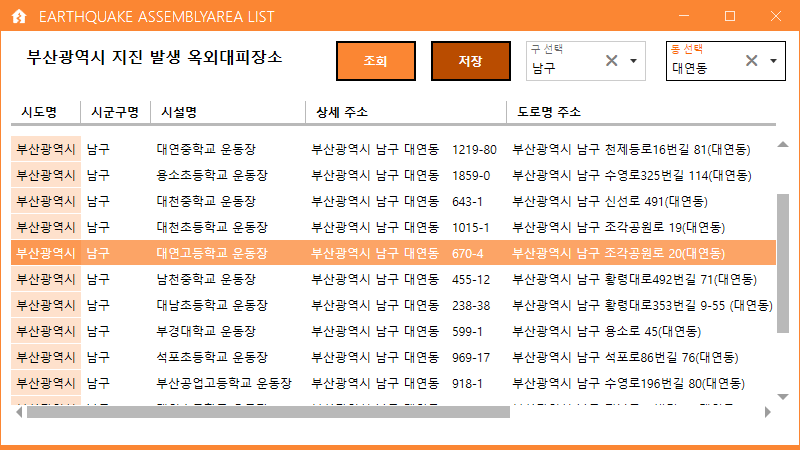 EARTHQUAKE ASSEMBLYAREA LIST
부산광역시 지진 발생 옥외대피장소
조회
저장
구 선택
남구
동 선택
대연동
시도명 시군구명 시설명 상세 주소 도로명 주소
부산광역시 남구 대연중학교 운동장 부산광역시 남구 대연동 1219-80 부산광역시 남구 천제등로16번길 81(대연동)
부산광역시 남구 용소초등학교 운동장 부산광역시 남구 대연동 1859-0 부산광역시 남구 수영로325번길 114(대연동)
부산광역시 남구 대천중학교 운동장 부산광역시 남구 대연동 643-1 부산광역시 남구 신선로 491(대연동)
부산광역시 남구 대천초등학교 운동장 부산광역시 남구 대연동 1015-1 부산광역시 남구 조각공원로 19(대연동)
부산광역시 남구 대연고등학교 운동장 부산광역시 남구 대연동 670-4 부산광역시 남구 조각공원로 20(대연동)
부산광역시 남구 남천중학교 운동장 부산광역시 남구 대연동 455-12 부산광역시 남구 황령대로492번길 71(대연동)
부산광역시 남구 대남초등학교 운동장 부산광역시 남구 대연동 238-38 부산광역시 남구 황령대로353번길 9-55 (대연동)
부산광역시 남구 부경대학교 운동장 부산광역시 남구 대연동 599-1 부산광역시 남구 용소로 45(대연동)
부산광역시 남구 석포초등학교 운동장 부산광역시 남구 대연동 969-17 부산광역시 남구 석포로86번길 76(대연동)
부산광역시 남구 부산공업고등학교 운동장 부산광역시 남구 대연동 918-1 부산광역시 남구 수영로196번길 80(대연동)